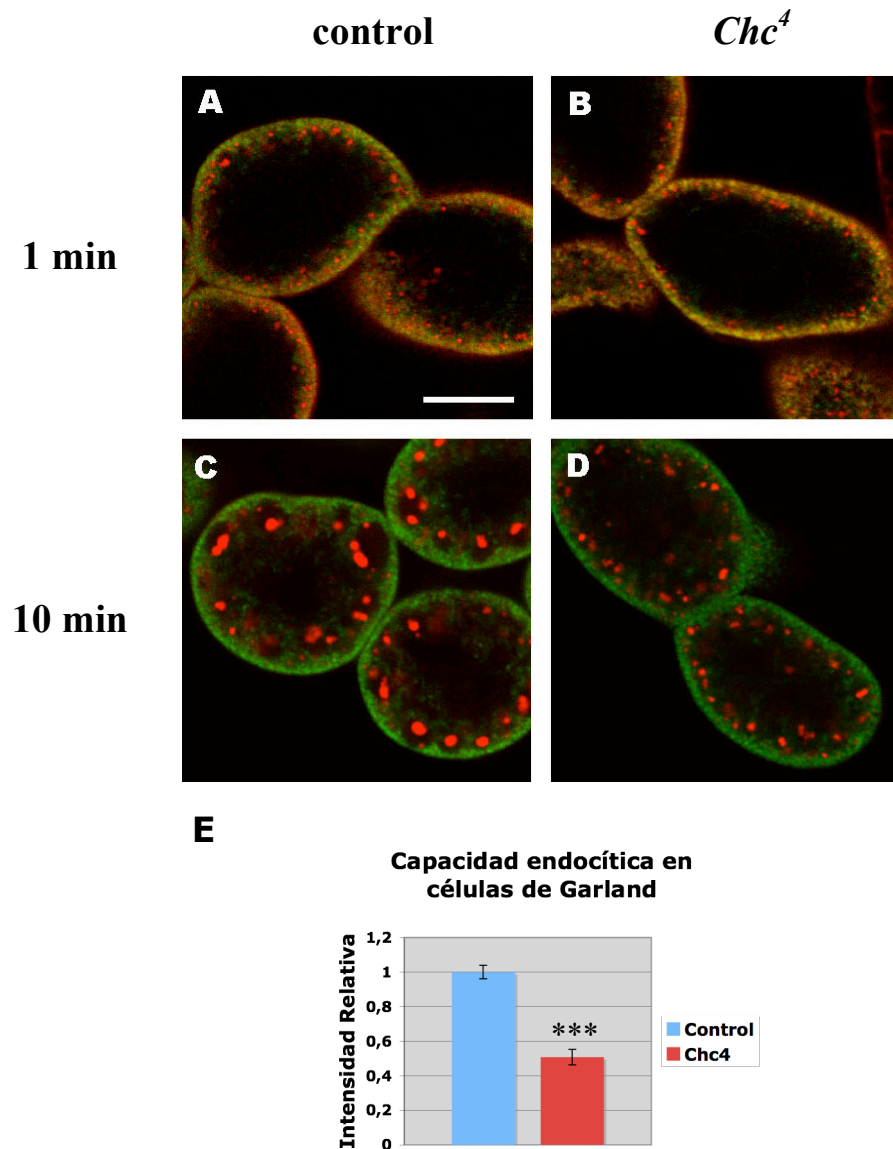 control
Chc4
A
B
1 min
C
D
10 min
E
Capacidad endocítica en
células de Garland
Intensidad Relativa
1,2
1
0,8
0,6
0,4
0,2
0
***
Control
Chc4